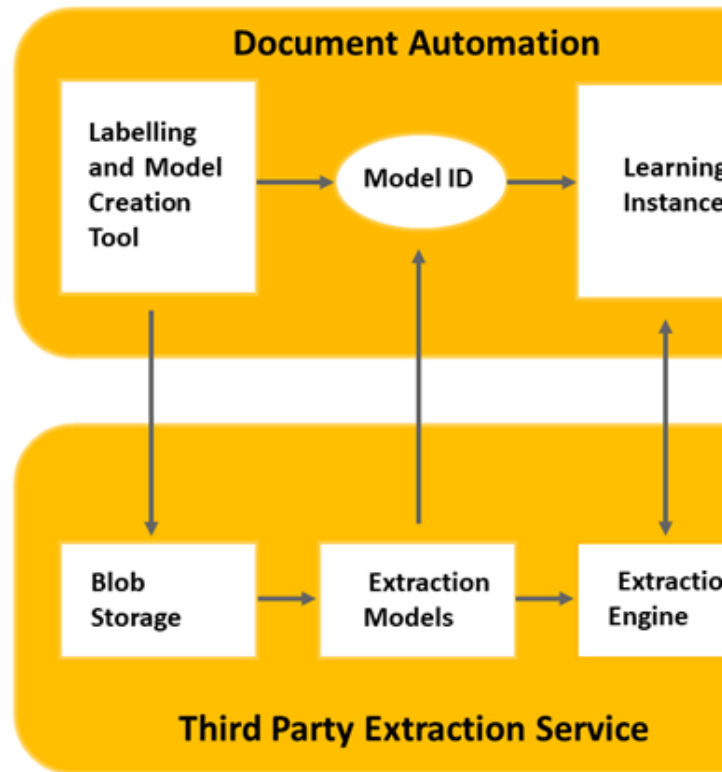 Document Automation
Labelling
and Model
Creation
Tool
Model ID
Learning
Instance
Blob
Storage
Extraction
Models
Extractio
Engine
Third Party Extraction Service